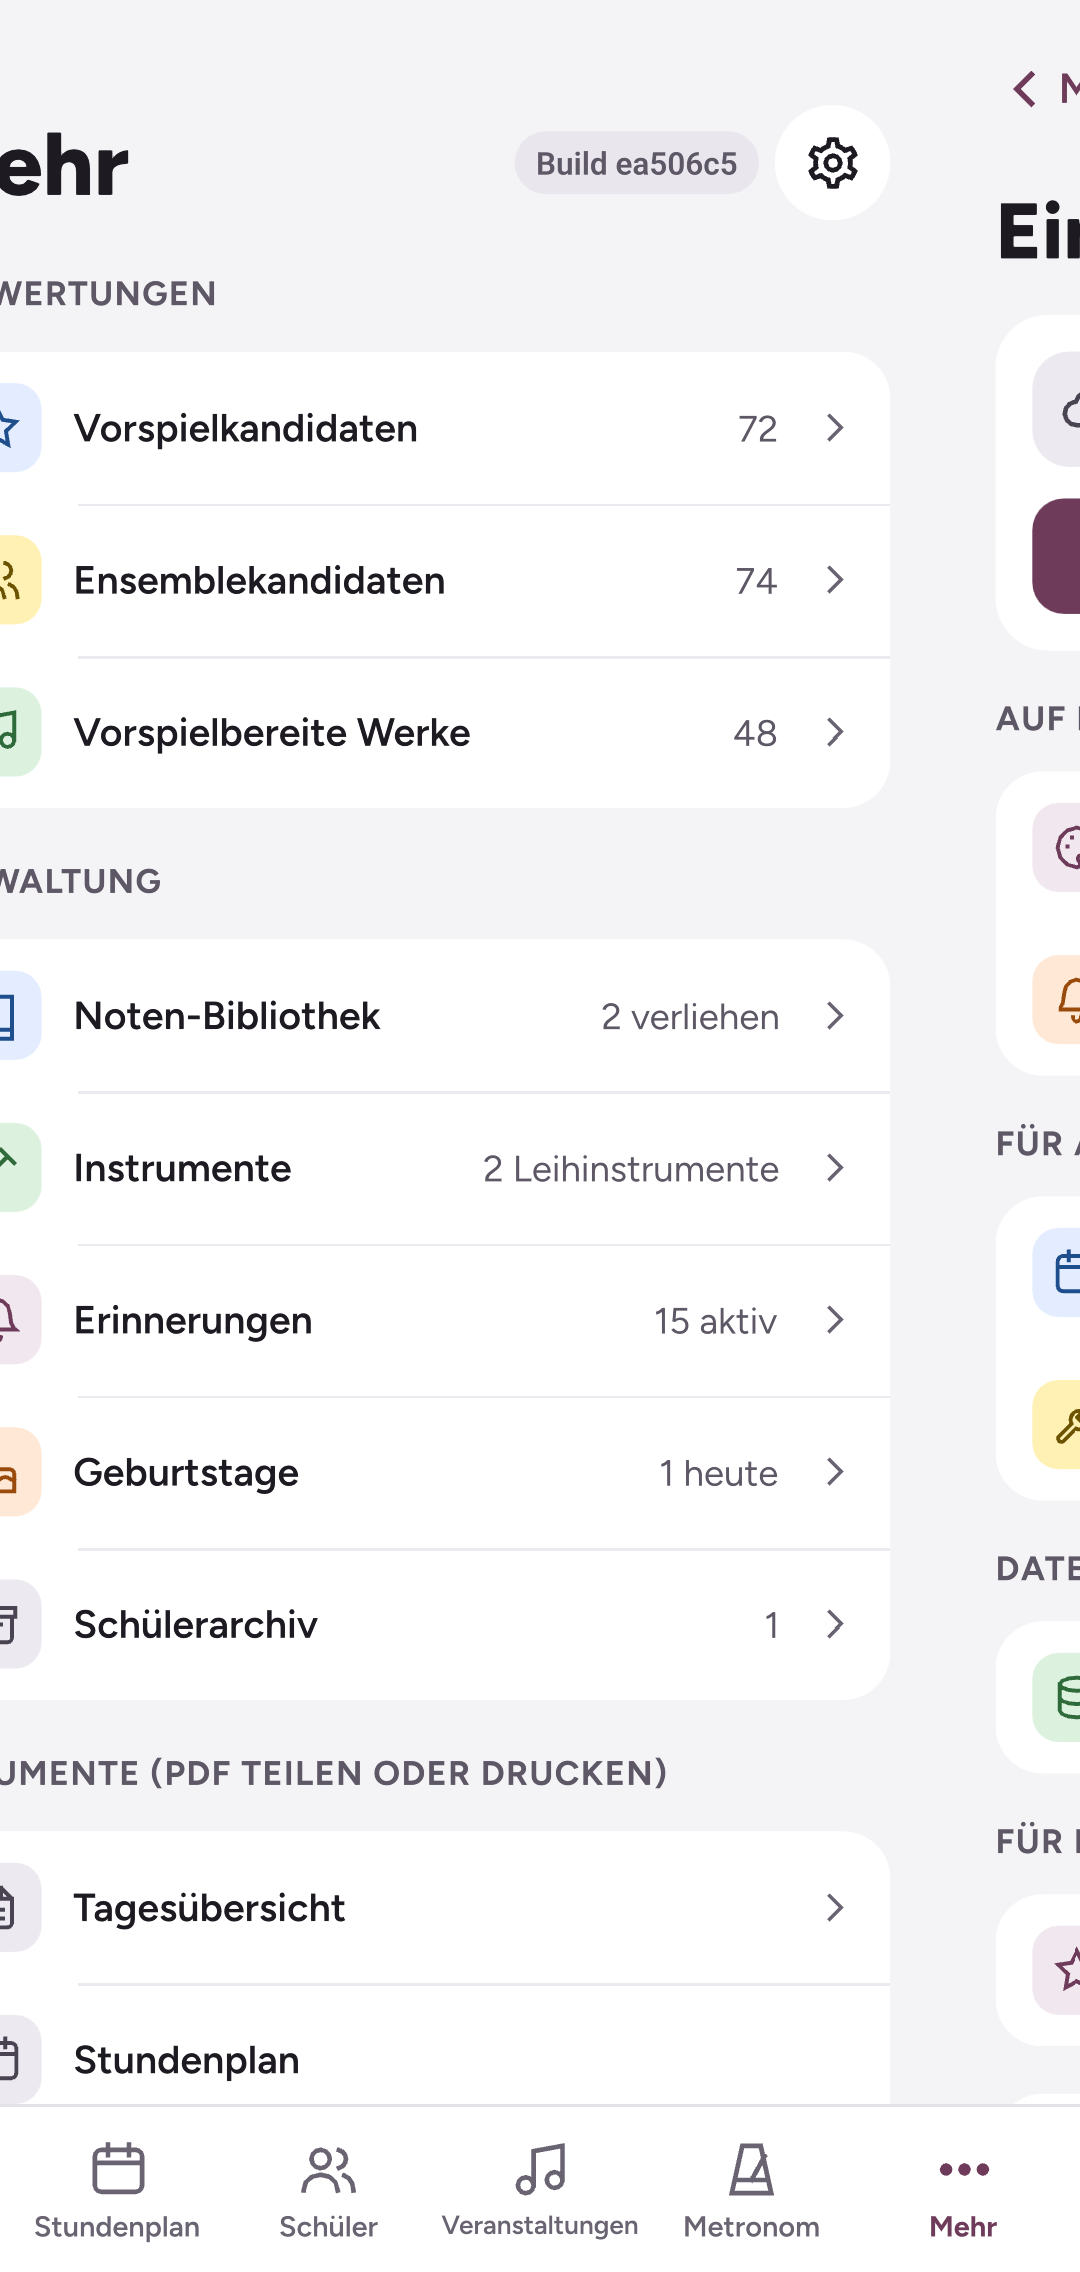 ehr
Build ea506c5
WERTUNGEN
Vorspielkandidaten 72
Ensemblekandidaten 74
Vorspielbereite Werke 48
WALTUNG
Noten-Bibliothek 2 verliehen
Instrumente 2 Leihinstrumente
Erinnerungen 15 aktiv
Geburtstage 1 heute
Schülerarchiv 1
UMENTE (PDF TEILEN ODER DRUCKEN)
Tagesübersicht
Stundenplan
Ein
AUF
FÜR
DATE
FÜR
Stundenplan
Schüler
Veranstaltungen
Metronom
Mehr